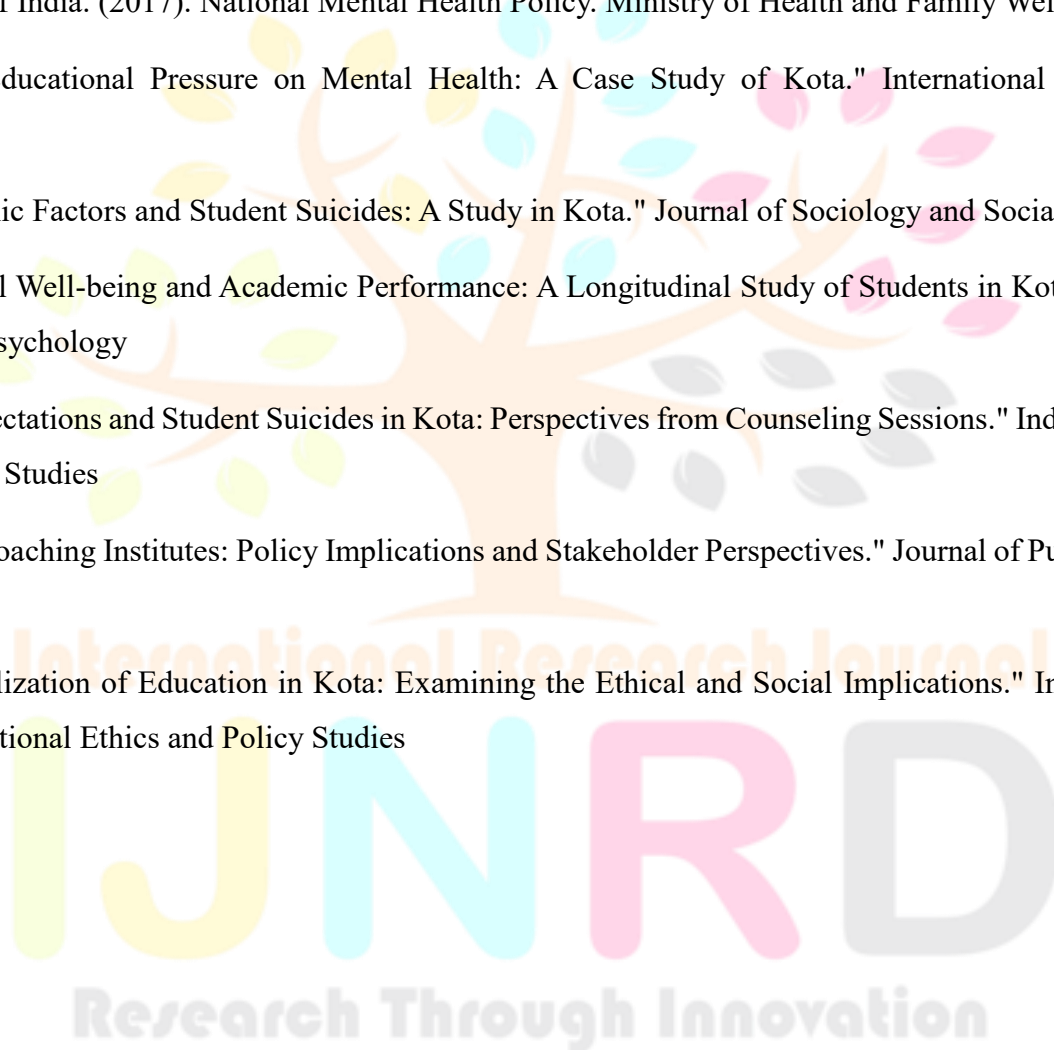 f India. (2017). National Mental Health Policy. Ministry of Health and Family Wel
ducational Pressure on Mental Health: A Case Study of Kota." International
ic Factors and Student Suicides: A Study in Kota." Journal of Sociology and Socia
l Well-being and Academic Performance: A Longitudinal Study of Students in Kot
sychology
ectations and Student Suicides in Kota: Perspectives from Counseling Sessions." Ind
Studies
oaching Institutes: Policy Implications and Stakeholder Perspectives." Journal of Pu
International Research Journal
lization of Education in Kota: Examining the Ethical and Social Implications." In
tional Ethics and Policy Studies
IJNRD
Research Through Innovation